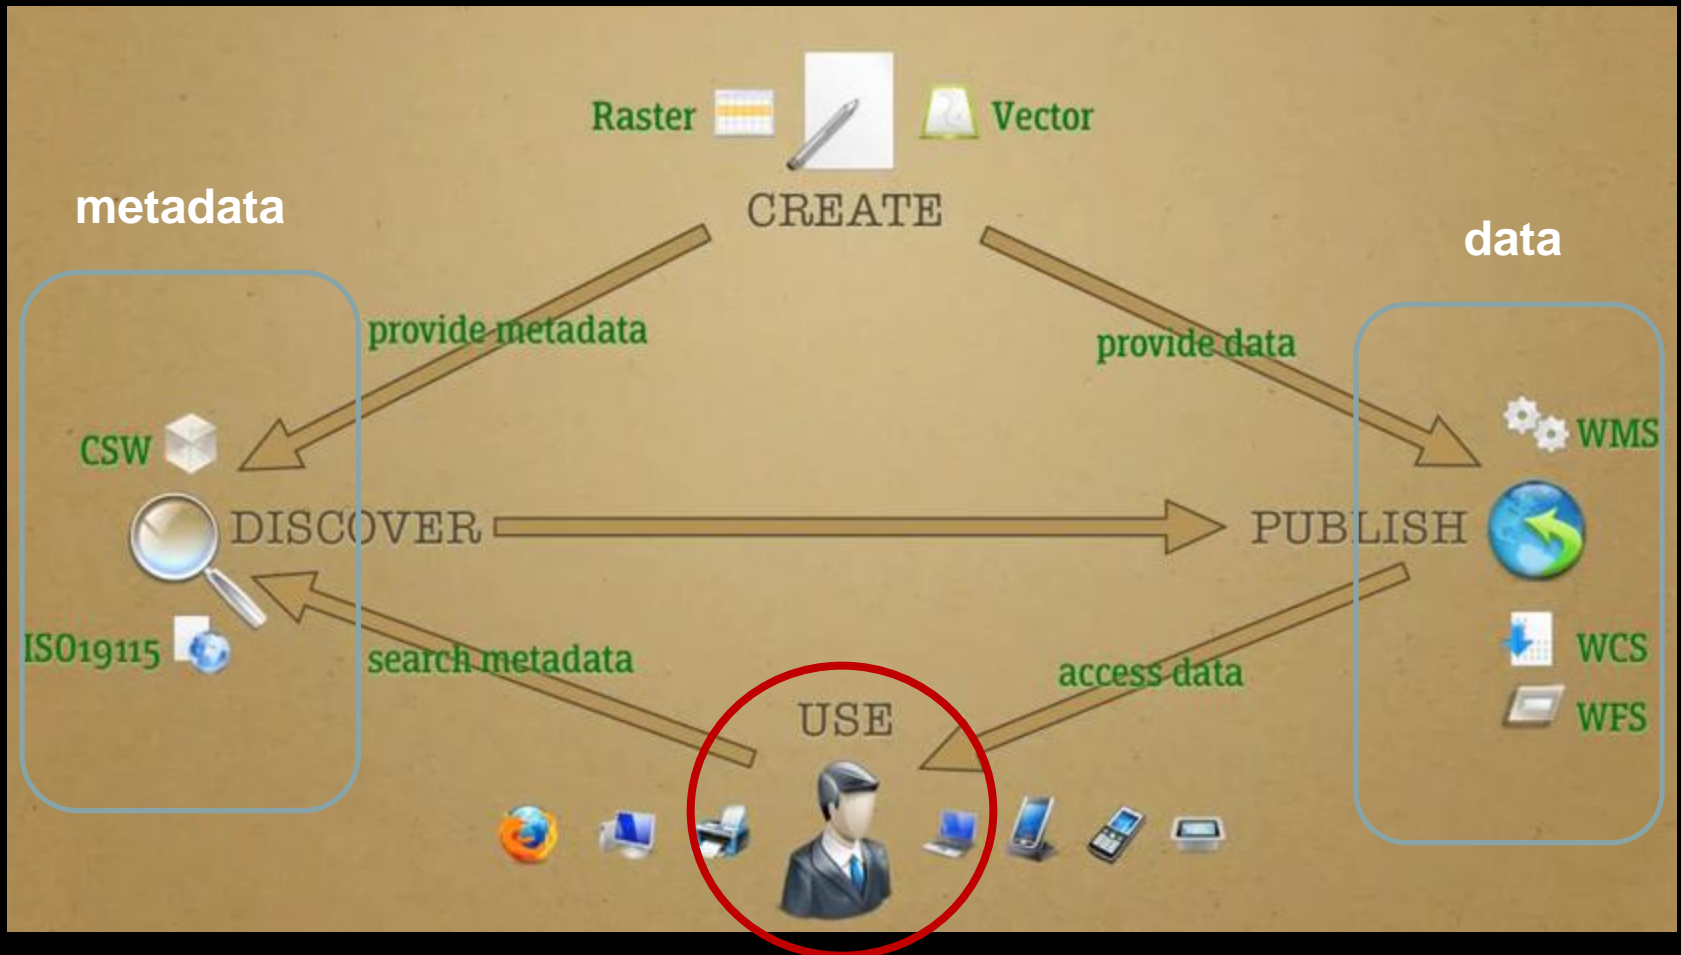 Raster
Vector
CREATE
metadata
data
provide metadata
provide data
CSW
WMS
DISCOVER
PUBLISH
ISO19115
WCS
search metadata
access data
WFS
USE